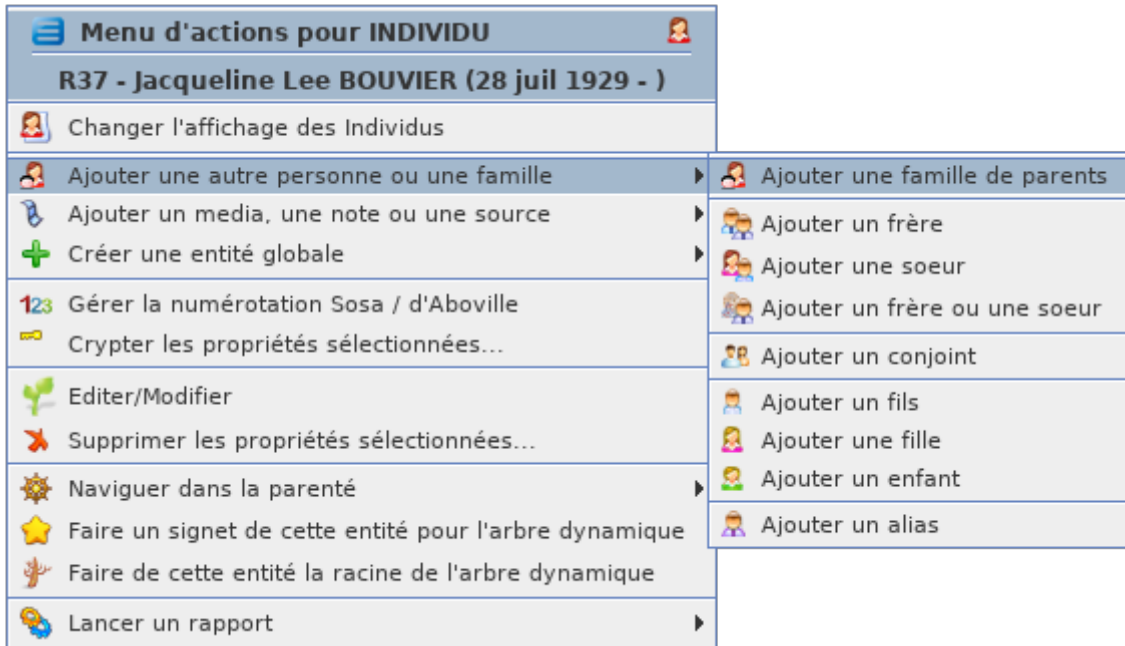 Menu d'actions pour INDIVIDU
R37 - Jacqueline Lee BOUVIER (28 juil 1929 - )
Changer l'affichage des Individus
Ajouter une autre personne ou une famille
Ajouter un media, une note ou une source
Créer une entité globale
123 Gérer la numérotation Sosa / d'Aboville
Crypter les propriétés sélectionnées...
Editer/Modifier
Supprimer les propriétés sélectionnées...
Naviguer dans la parenté
Faire un signet de cette entité pour l'arbre dynamique
Faire de cette entité la racine de l'arbre dynamique
Lancer un rapport
Ajouter une famille de parents
Ajouter un frère
Ajouter une soeur
Ajouter un frère ou une soeur
Ajouter un conjoint
Ajouter un fils
Ajouter une fille
Ajouter un enfant
Ajouter un alias